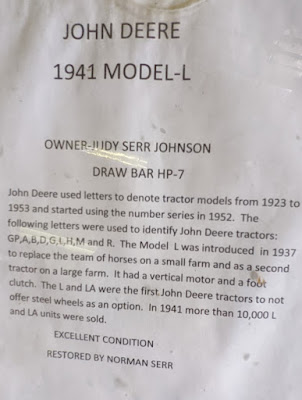 JOHN DEERE
1941 MODEL-L
OWNER-JUDY SERR JOHNSON
DRAW BAR HP-7
John Deere used letters to denote tractor models from 1923 to
1953 and started using the number series in 1952. The
following letters were used to identify John Deere tractors:
GP,A,B,D,G,L,H,M and R. The Model L was introduced in 1937
to replace the team of horses on a small farm and as a second
tractor on a large farm. It had a vertical motor and a foot
clutch. The L and LA were the first John Deere tractors to not
offer steel wheels as an option. In 1941 more than 10,000 L
and LA units were sold.
EXCELLENT CONDITION
RESTORED BY NORMAN SERR